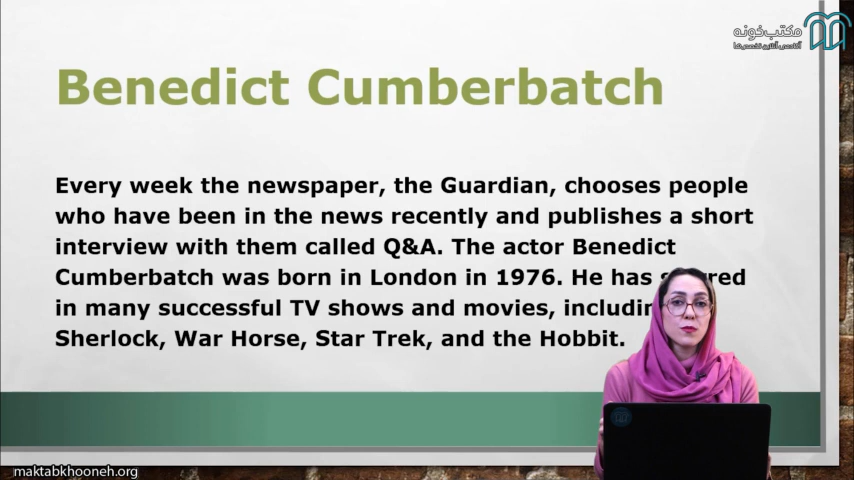 مکتب‌خونه
آکادمی آنلاین تخصص‌ها
Benedict Cumberbatch
Every week the newspaper, the Guardian, chooses people
who have been in the news recently and publishes a short
interview with them called Q&A. The actor Benedict
Cumberbatch was born in London in 1976. He has
in many successful TV shows and movies,
Sherlock, War Horse, Star Trek, and the Hobbit.
maktabkhooneh.org